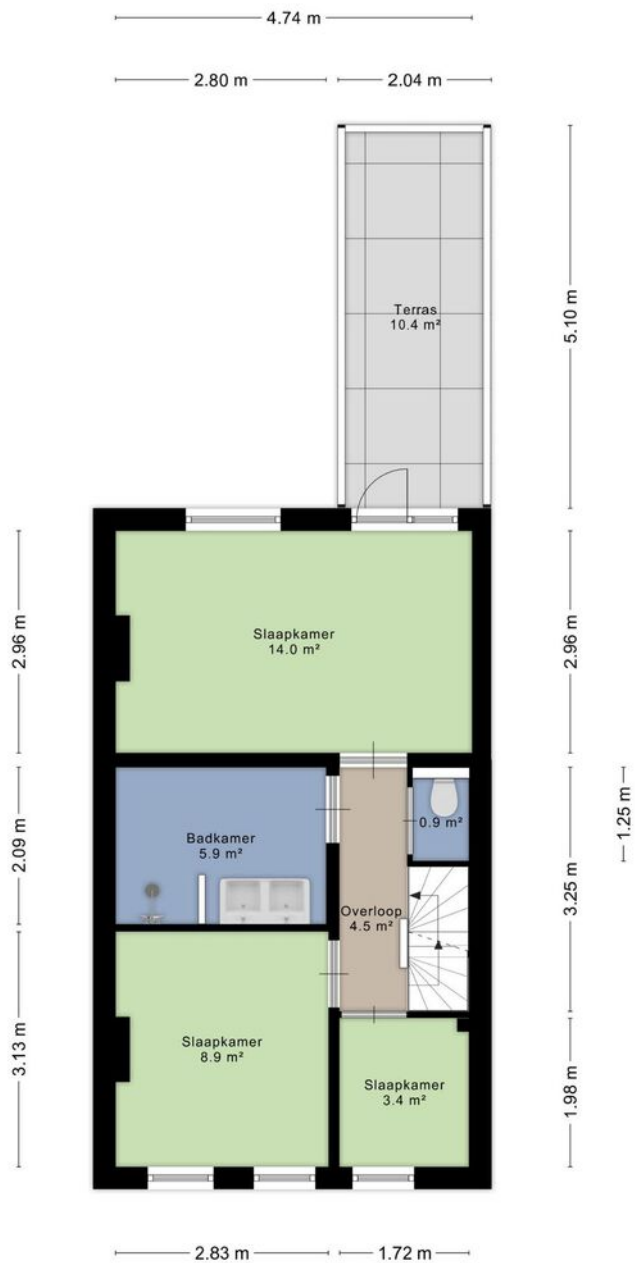 4.74 m
2.80 m
2.04 m
5.10 m
Terras
10.4 m²
2.96 m
Slaapkamer
14.0 m²
2.96 m
2.09 m
Badkamer
5.9 m²
0.9 m²
1.25 m
3.25 m
Overloop
4.5 m²
3.13 m
Slaapkamer
8.9 m²
Slaapkamer
3.4 m²
1.98 m
2.83 m
1.72 m